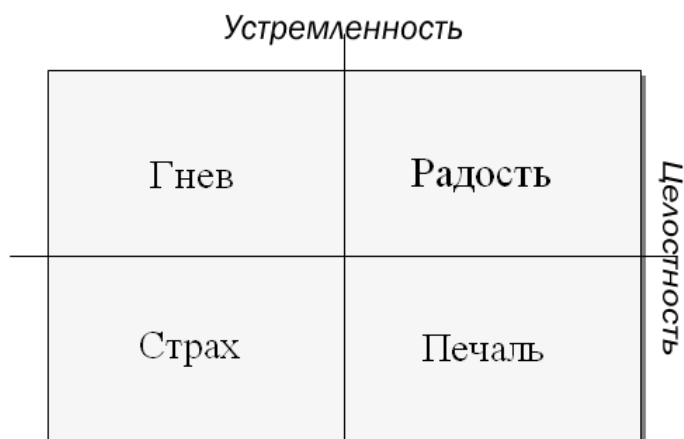 Устремленность
Гнев
Радость
Целостность
Страх
Печаль